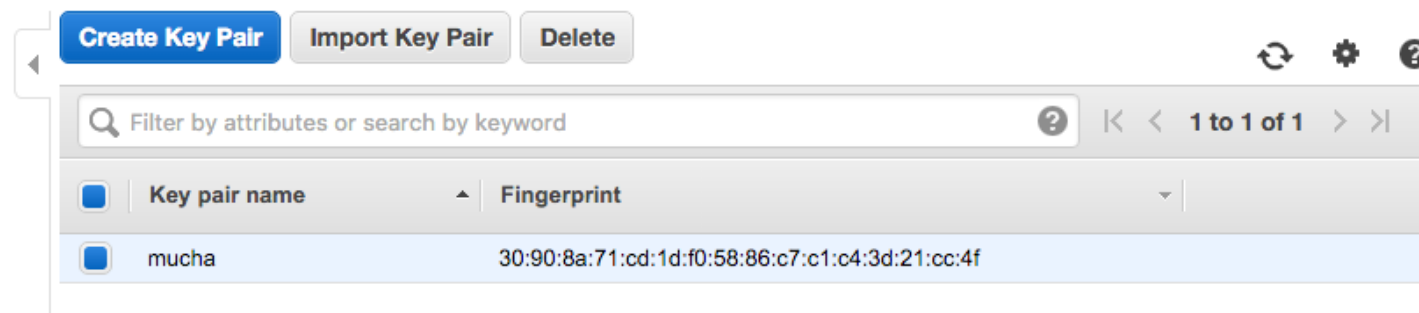 Create Key Pair Import Key Pair Delete
Filter by attributes or search by keyword 1 to 1 of 1
Key pair name Fingerprint
mucha 30:90:8a:71:cd:1d:f0:58:86:c7:c1:c4:3d:21:cc:4f